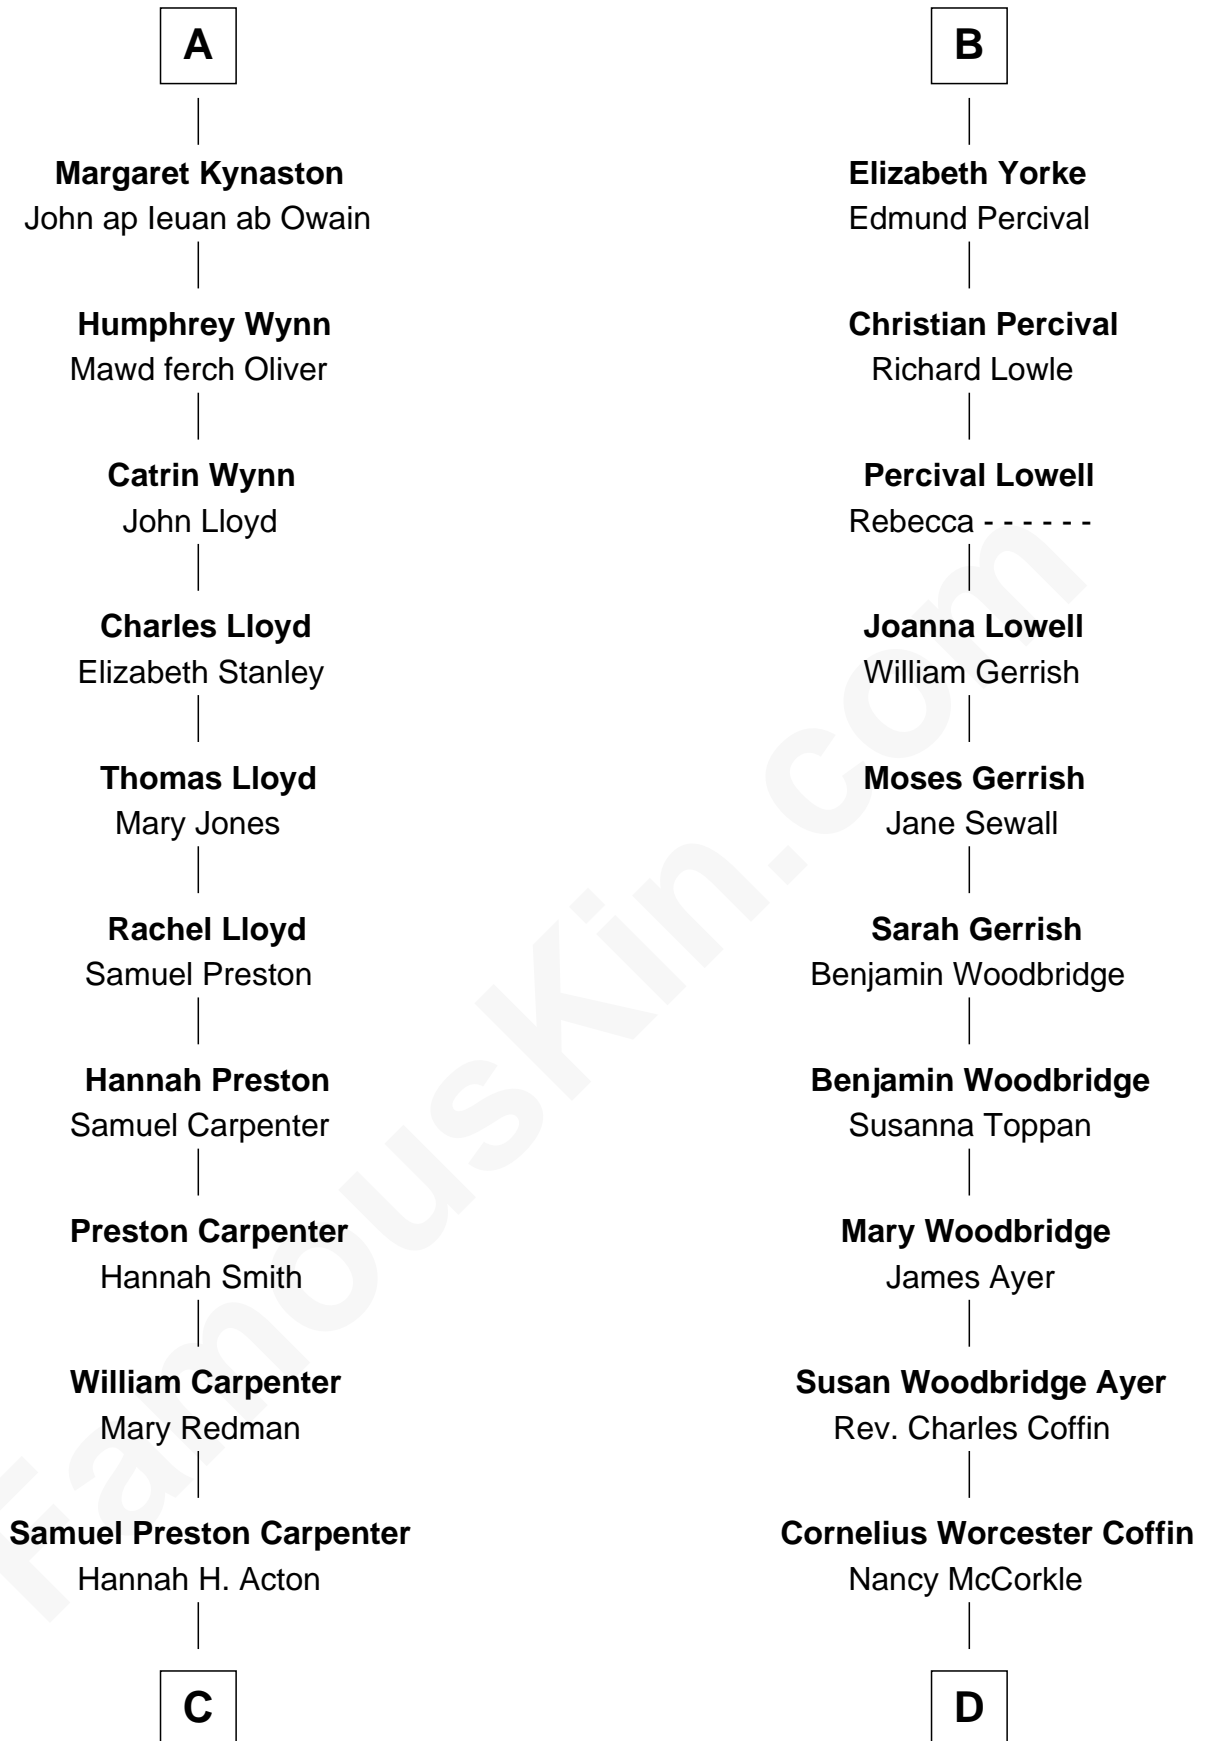 A
Margaret Kynaston
John ap Ieuan ab Owain
Humphrey Wynn
Mawd ferch Oliver
Catrin Wynn
John Lloyd
Charles Lloyd
Elizabeth Stanley
Thomas Lloyd
Mary Jones
Rachel Lloyd
Samuel Preston
Hannah Preston
Samuel Carpenter
Preston Carpenter
Hannah Smith
William Carpenter
Mary Redman
Samuel Preston Carpenter
Hannah H. Acton
C
B
Elizabeth Yorke
Edmund Percival
Christian Percival
Richard Lowle
Percival Lowell
Rebecca - - - - - -
Joanna Lowell
William Gerrish
Moses Gerrish
Jane Sewall
Sarah Gerrish
Benjamin Woodbridge
Benjamin Woodbridge
Susanna Toppan
Mary Woodbridge
James Ayer
Susan Woodbridge Ayer
Rev. Charles Coffin
Cornelius Worcester Coffin
Nancy McCorkle
D
FamousKin.com